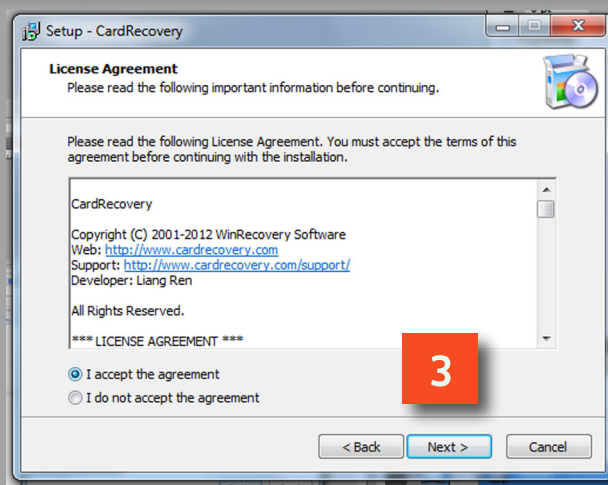 Setup - CardRecovery
License Agreement
Please read the following important information before continuing.
Please read the following License Agreement. You must accept the terms of this
agreement before continuing with the installation.
CardRecovery
Copyright (C) 2001-2012 WinRecovery Software
Web: http://www.cardrecovery.com
Support: http://www.cardrecovery.com/support/
Developer: Liang Ren
All Rights Reserved.
*** LICENSE AGREEMENT ***
I accept the agreement
3
I do not accept the agreement
< Back Next > Cancel